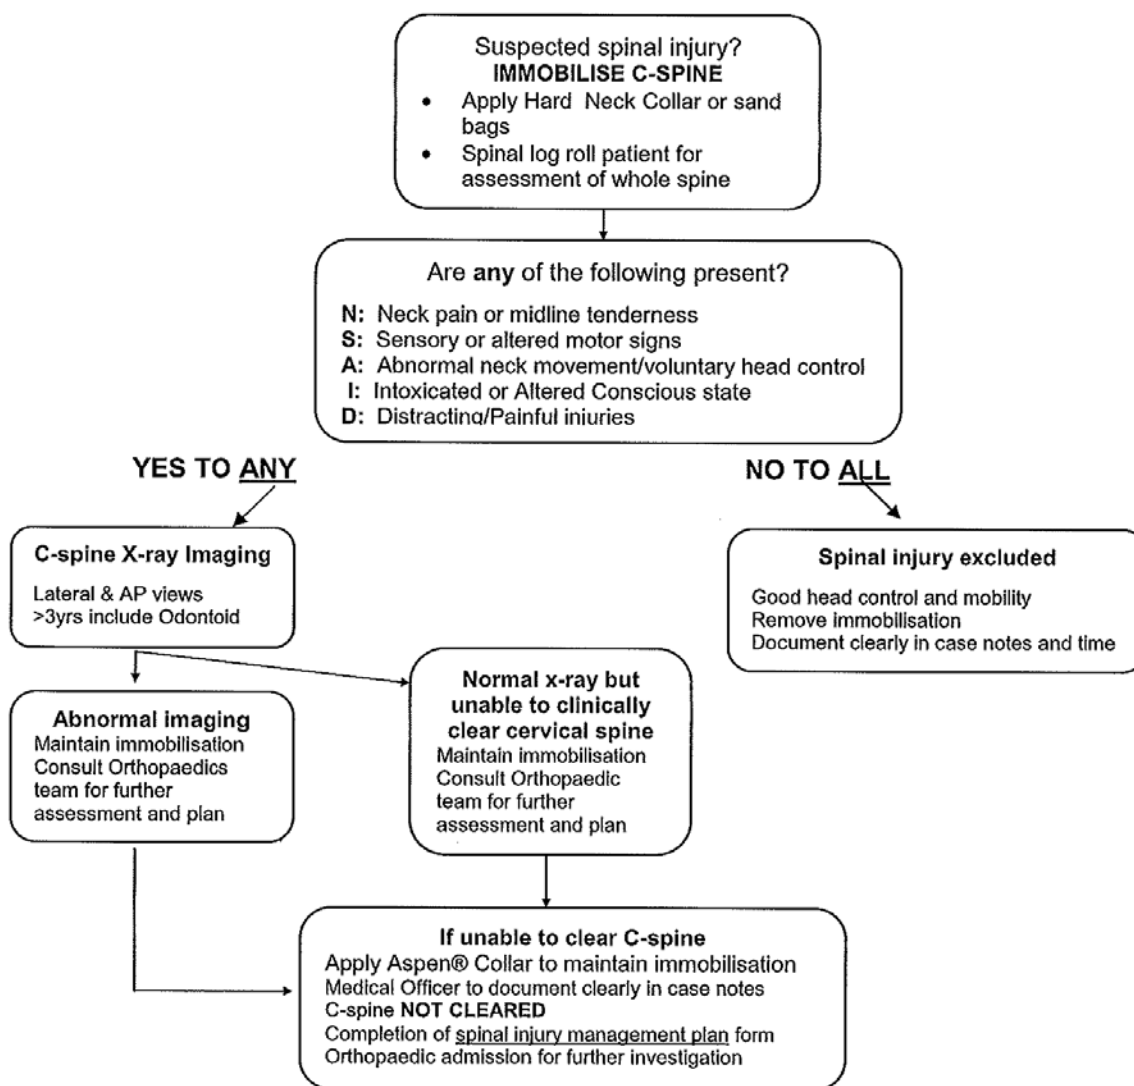 Suspected spinal injury?
IMMOBILISE C-SPINE
• Apply Hard Neck Collar or sand
bags
• Spinal log roll patient for
assessment of whole spine
Are any of the following present?
N: Neck pain or midline tenderness
S: Sensory or altered motor signs
A: Abnormal neck movement/voluntary head control
I: Intoxicated or Altered Conscious state
D: Distracting/Painful injuries
YES TO ANY
NO TO ALL
C-spine X-ray Imaging
Lateral & AP views
>3yrs include Odontoid
Spinal injury excluded
Good head control and mobility
Remove immobilisation
Document clearly in case notes and time
Abnormal imaging
Maintain immobilisation
Consult Orthopaedics
team for further
assessment and plan
Normal x-ray but
unable to clinically
clear cervical spine
Maintain immobilisation
Consult Orthopaedic
team for further
assessment and plan
If unable to clear C-spine
Apply Aspen® Collar to maintain immobilisation
Medical Officer to document clearly in case notes
C-spine NOT CLEARED
Completion of spinal injury management plan form
Orthopaedic admission for further investigation